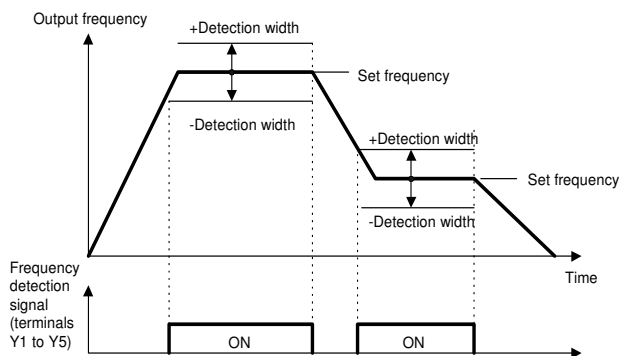 Output frequency
+Detection width
Set frequency
-Detection width
+Detection width
Set frequency
-Detection width
Time
Frequency
detection
signal
(terminals
Y1 to Y5)
ON
ON